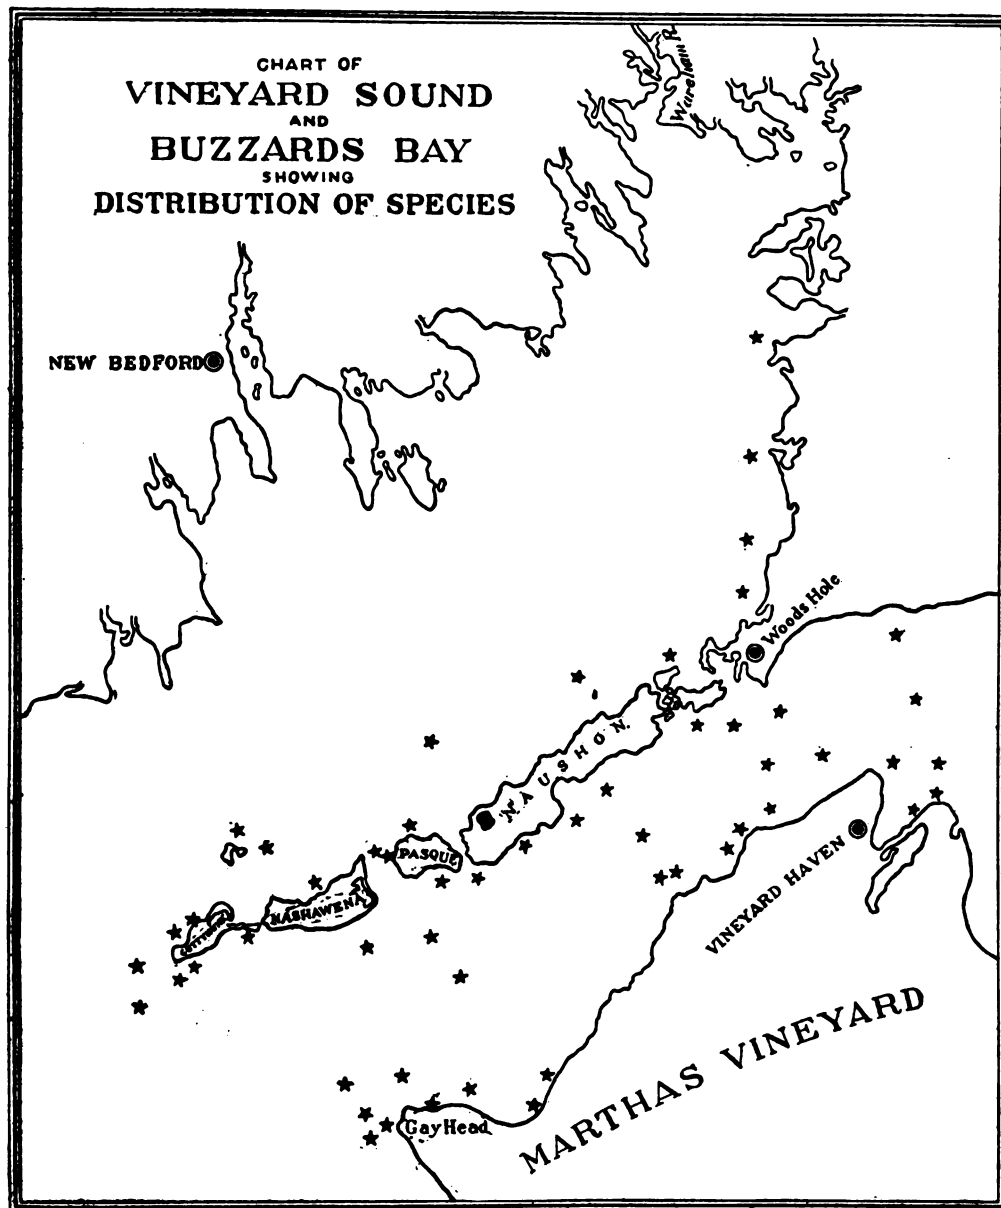 CHART OF
VINEYARD SOUND
AND
BUZZARDS BAY
SHOWING
DISTRIBUTION OF SPECIES
Wareham R.
NEW BEDFORD
Woods Hole
NAUSHON.
PASQUE
NASHAWENA
VINEYARD HAVEN
MARTHAS VINEYARD
Gay Head